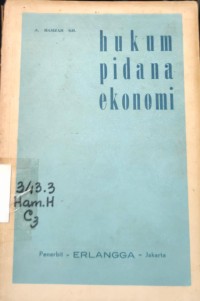 hukum
pidana
ekonomi
343.3
Ham.H
C3
Penerbit - ERLANGGA - Jakarta